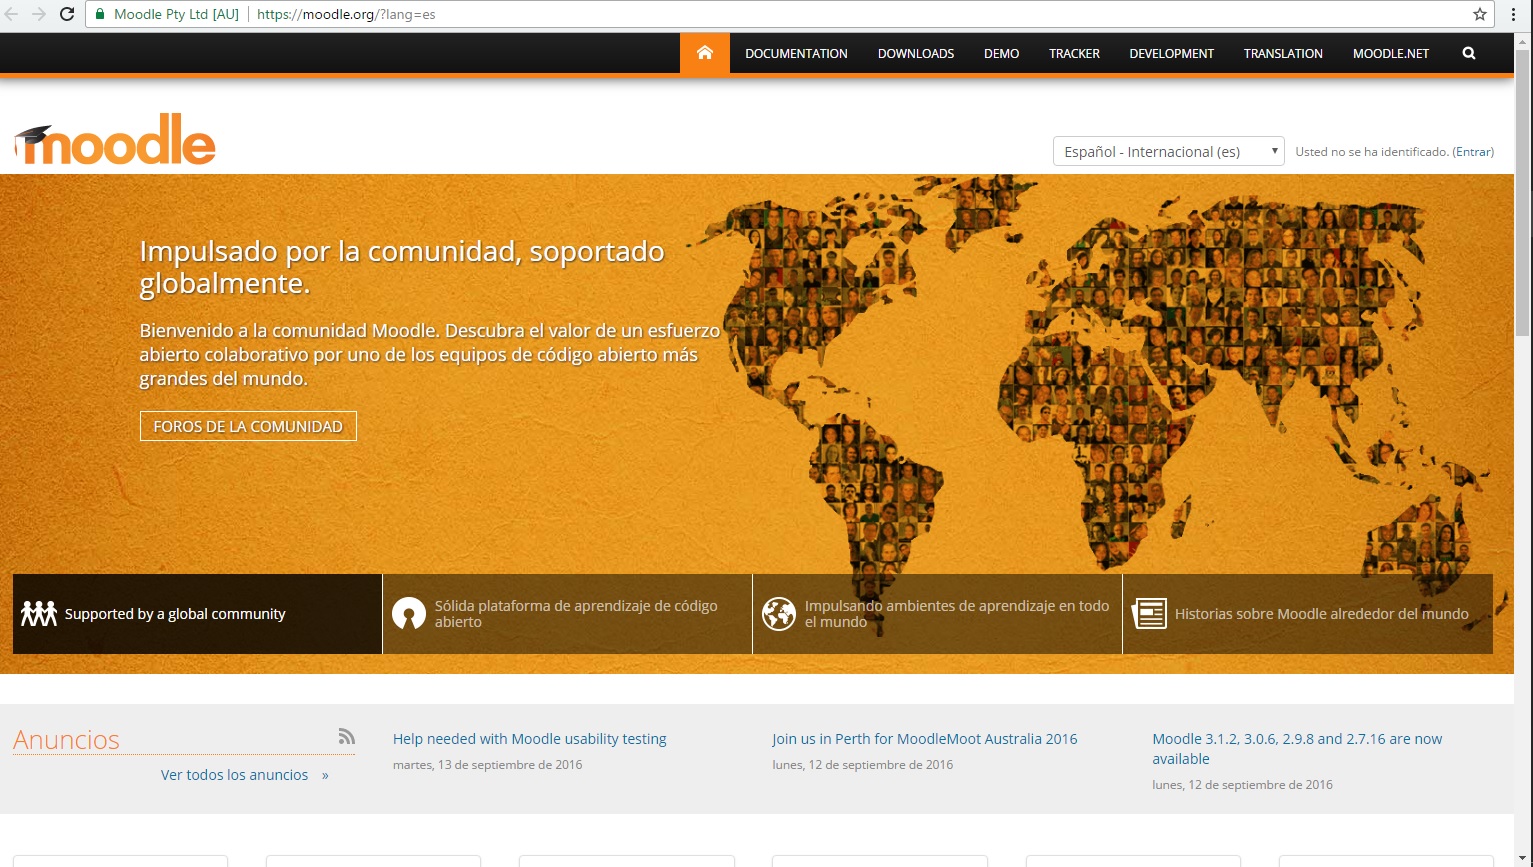 Moodle Pty Ltd [AU] https://moodle.org/?lang=es
DOCUMENTATION DOWNLOADS DEMO TRACKER DEVELOPMENT TRANSLATION MOODLE.NET
moodle
Español - Internacional (es) Usted no se ha identificado. (Entrar)
Impulsado por la comunidad, soportado
globalmente.
Bienvenido a la comunidad Moodle. Descubra el valor de un esfuerzo
abierto colaborativo por uno de los equipos de código abierto más
grandes del mundo.
FOROS DE LA COMUNIDAD
Supported by a global community
Sólida plataforma de aprendizaje de código
abierto
Impulsando ambientes de aprendizaje en todo
el mundo
Historias sobre Moodle alrededor del mundo
Anuncios
Ver todos los anuncios »
Help needed with Moodle usability testing
martes, 13 de septiembre de 2016
Join us in Perth for MoodleMoot Australia 2016
lunes, 12 de septiembre de 2016
Moodle 3.1.2, 3.0.6, 2.9.8 and 2.7.16 are now
available
lunes, 12 de septiembre de 2016